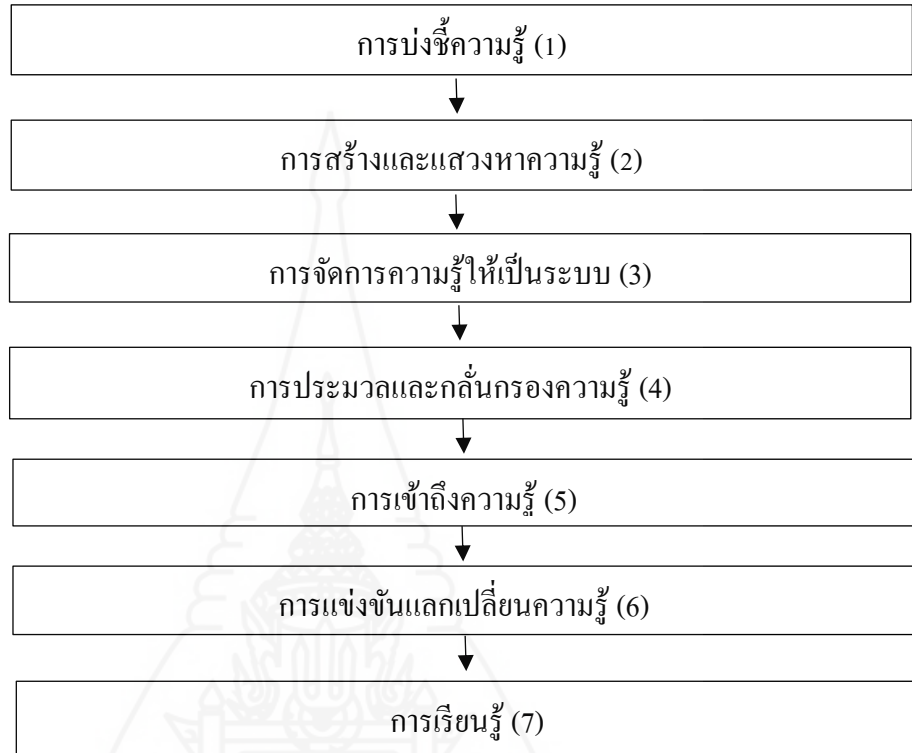 การบ่งชี้ความรู้ (1)
การสร้างและแสวงหาความรู้ (2)
การจัดการความรู้ให้เป็นระบบ (3)
การประมวลและกลั่นกรองความรู้ (4)
การเข้าถึงความรู้ (5)
การแข่งขันแลกเปลี่ยนความรู้ (6)
การเรียนรู้ (7)